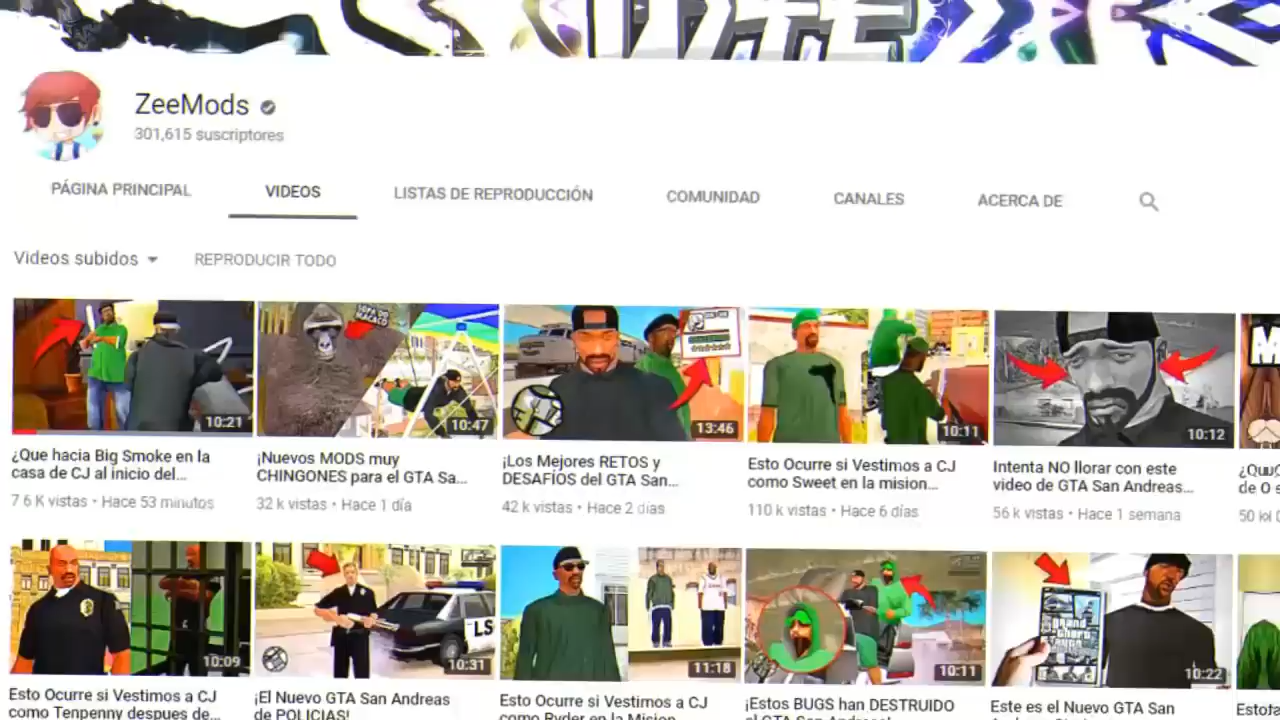 ZeeMods
301,615 suscriptores
PÁGINA PRINCIPAL
VIDEOS
LISTAS DE REPRODUCCIÓN
COMUNIDAD
CANALES
ACERCA DE
Videos subidos
REPRODUCIR TODO
10:21
10:47
13:46
10:11
10:12
¿Que hacia Big Smoke en la
casa de CJ al inicio del...
7 6 K vistas • Hace 53 minutos
¡Nuevos MODS muy
CHINGONES para el GTA Sa...
32 k vistas • Hace 1 día
¡Los Mejores RETOS y
DESAFÍOS del GTA San...
42 k vistas • Hace 2 días
Esto Ocurre si Vestimos a CJ
como Sweet en la mision...
110 k vistas • Hace 6 días
Intenta NO llorar con este
video de GTA San Andreas...
56 k vistas • Hace 1 semana
de O
LS
grand
theft
10:09
10:31
11:18
10:11
10:22
Esto Ocurre si Vestimos a CJ
como Tenpenny despues de...
¡El Nuevo GTA San Andreas
de POLICIAS!
Esto Ocurre si Vestimos a CJ
como Ryder en la Mision
¡Estos BUGS han DESTRUIDO
el GTA San Andreas!
Este es el Nuevo GTA San